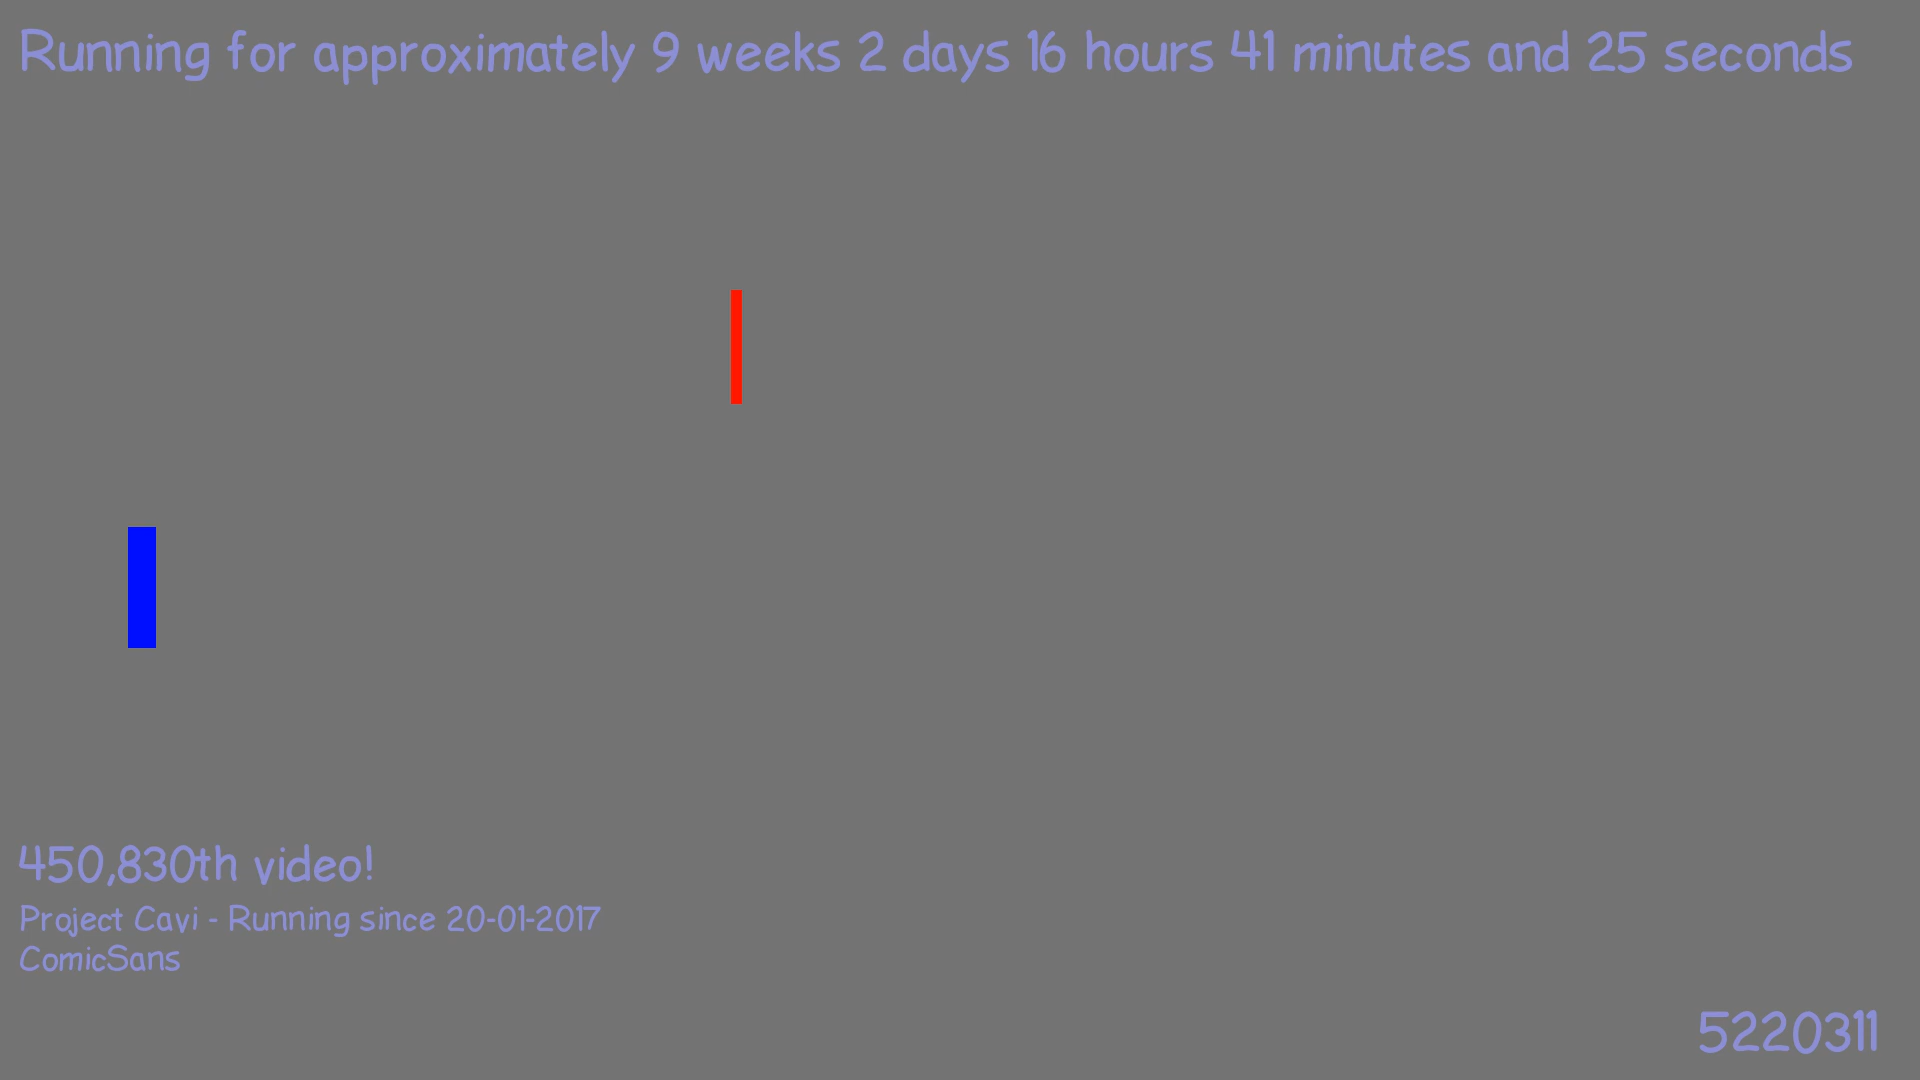 Running for approximately 9 weeks 2 days 16 hours 41 minutes and 25 seconds
450,830th video!
Project Cavi - Running since 20-01-2017
ComicSans
5220311